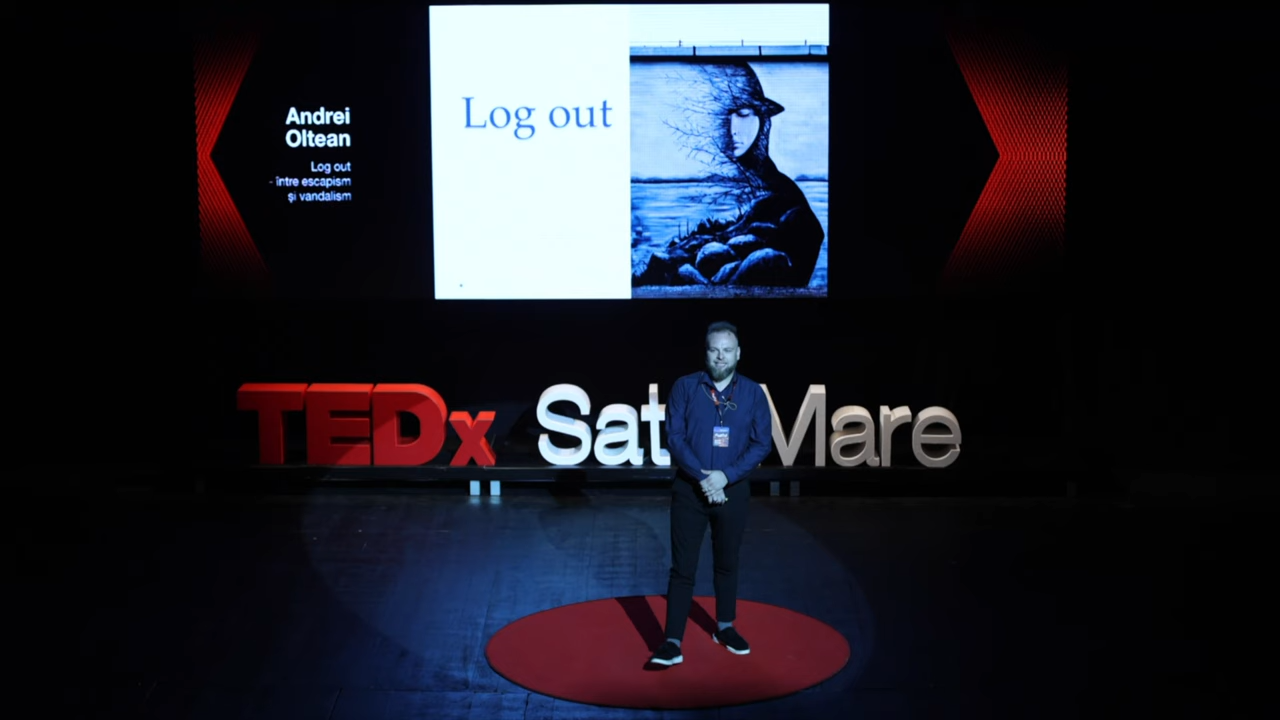 Andrei
Oltean
Log out
- între escapism
și vandalism
Log out
TEDx Sat Mare